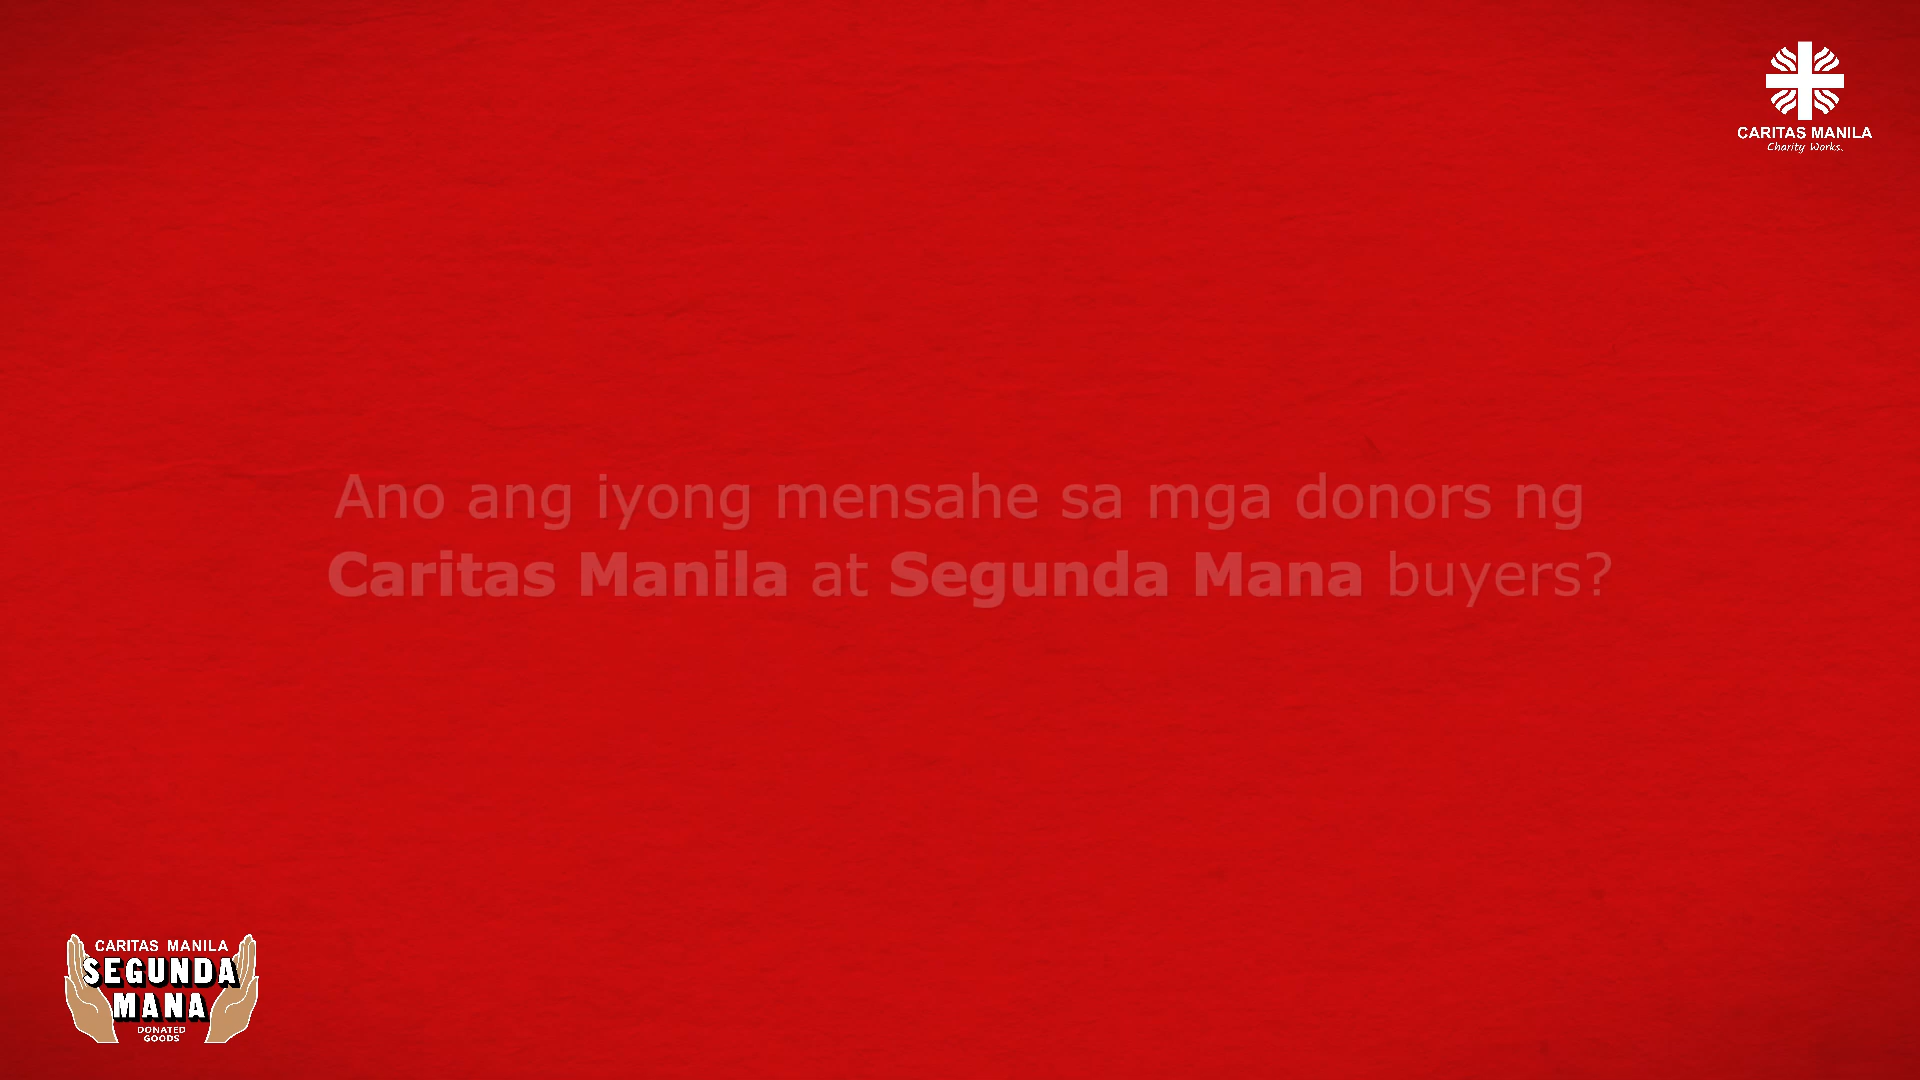 CARITAS MANILA
Charity Works.
Ano ang iyong mensahe sa mga donors ng
Caritas Manila at Segunda Mana buyers?
CARITAS MANILA
SEGUNDA
MANA
DONATED
GOODS